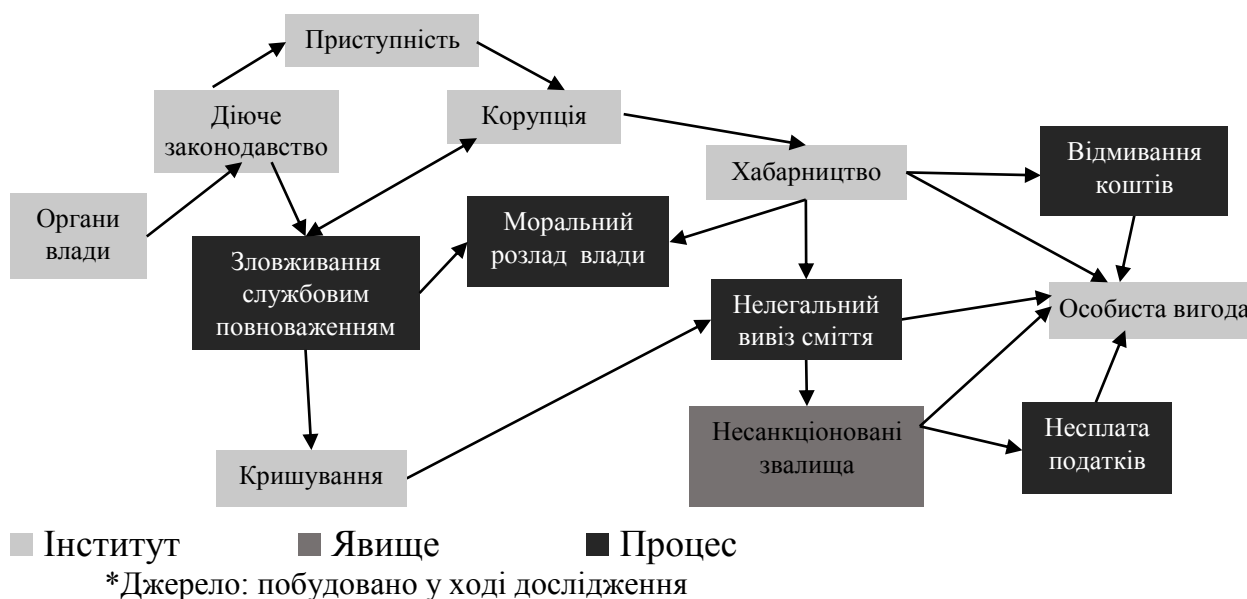 Приступність
Діюче
законодавство
Корупція
Хабарництво
Відмивання
коштів
Органи
влади
Моральний
розлад влади
Зловживання
службовим
повноваженням
Нелегальний
вивіз сміття
Особиста вигода
Несанкціоновані
звалища
Несплата
податків
Кришування
Інститут
Явище
Процес
*Джерело: побудовано у ході дослідження